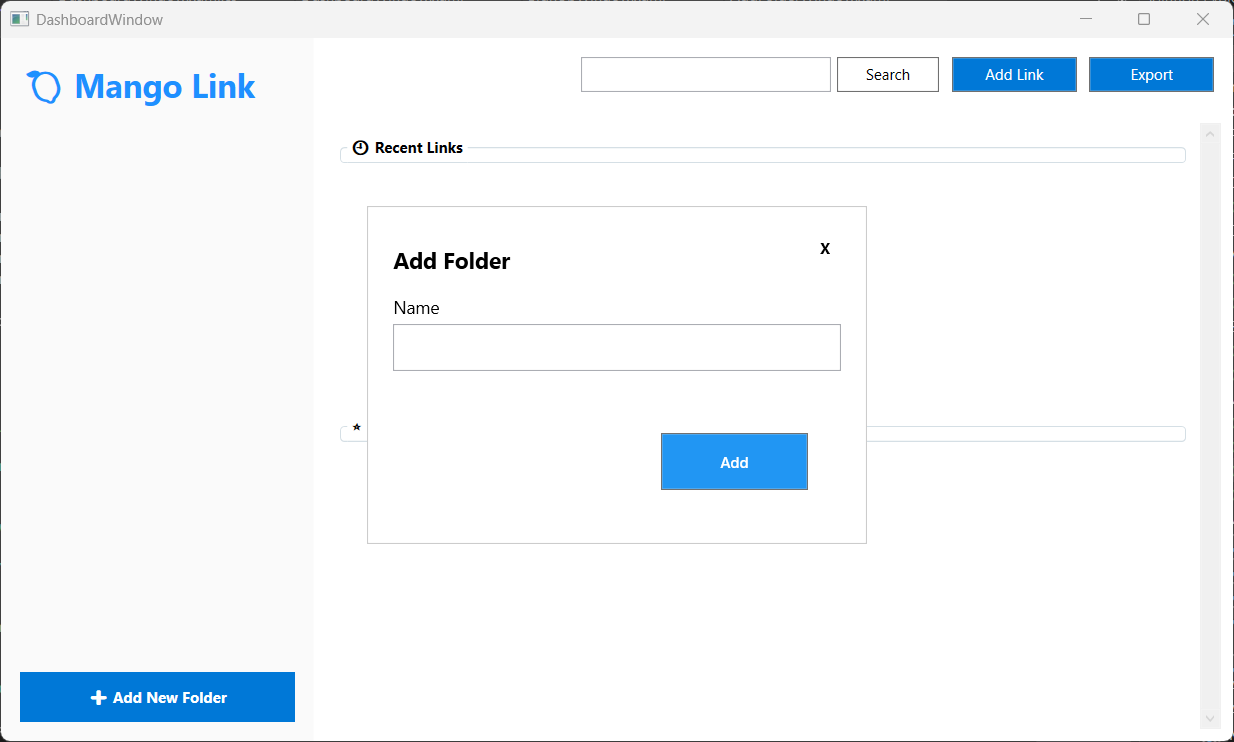 DashboardWindow
Mango Link
Search
Add Link
Export
Recent Links
Add Folder
X
Name
Add
Add New Folder